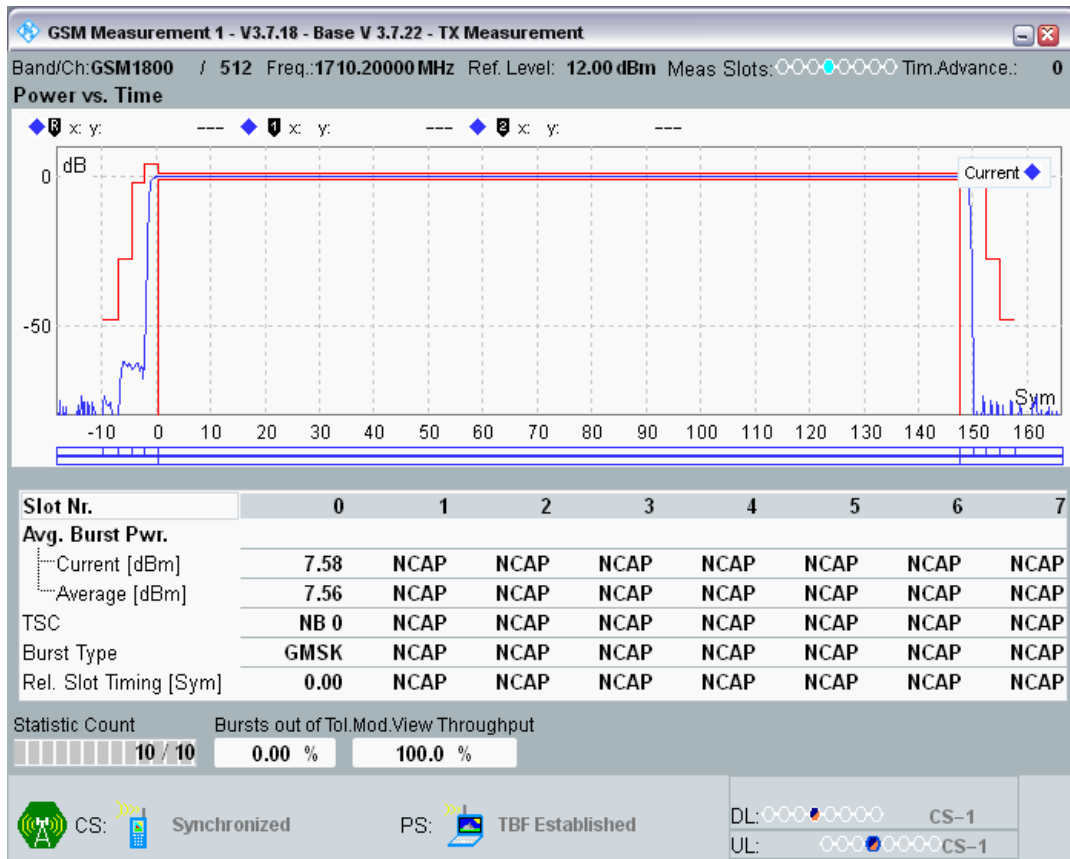 GSM Measurement 1 - V3.7.18 - Base V 3.7.22 - TX Measurement
Band/Ch:GSM1800 / 512 Freq.:1710.20000 MHz Ref. Level: 12.00 dBm Meas Slots: Tim.Advance.: 0
Power vs. Time
R x: y: --- 1 x: y: --- 2 x: y: ---
dB
Current
0
-50
Sym
-10 0 10 20 30 40 50 60 70 80 90 100 110 120 130 140 150 160
Slot Nr. 0 1 2 3 4 5 6 7
Avg. Burst Pwr.
Current [dBm] 7.58 NCAP NCAP NCAP NCAP NCAP NCAP NCAP
Average [dBm] 7.56 NCAP NCAP NCAP NCAP NCAP NCAP NCAP
TSC NB 0 NCAP NCAP NCAP NCAP NCAP NCAP NCAP
Burst Type GMSK NCAP NCAP NCAP NCAP NCAP NCAP NCAP
Rel. Slot Timing [Sym] 0.00 NCAP NCAP NCAP NCAP NCAP NCAP NCAP
Statistic Count Bursts out of Tol.Mod.View Throughput
10 / 10 0.00 % 100.0 %
CS: Synchronized PS: TBF Established
DL: CS-1
UL: CS-1